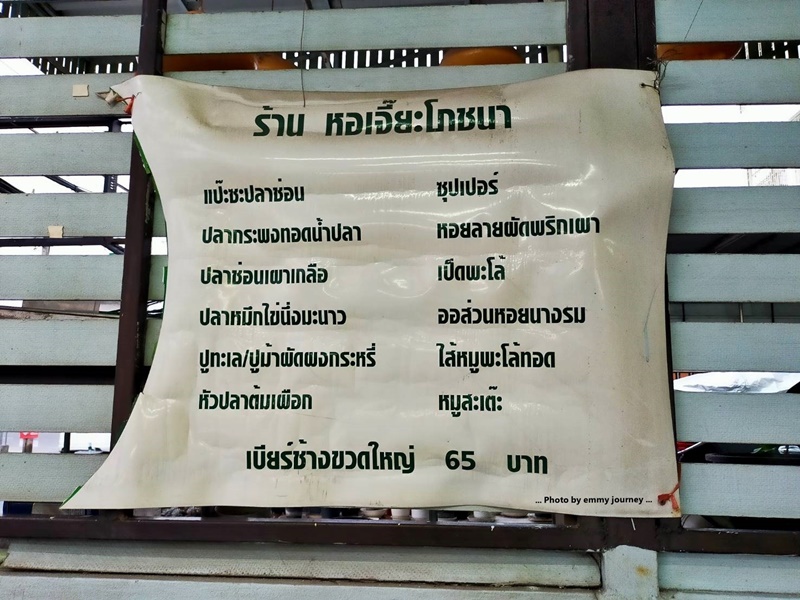 ร้าน หอเจี๊ยะโภชนา
แป๊ะซะปลาช่อน
ปลากระพงทอดน้ำปลา
ปลาช่อนเผาเกลือ
ปลาหมึกไข่นึ่งมะนาว
ปูทะเล/ปูม้าผัดผงกระหรี่
หัวปลาต้มเผือก
ซุปเปอร์
หอยลายผัดพริกเผา
เป็ดพะโล้
ออส่วนหอยนางรม
ไส้หมูพะโล้ทอด
หมูสะเต๊ะ
เบียร์ช้างขวดใหญ่ 65 บาท
... Photo by emmy journey ...